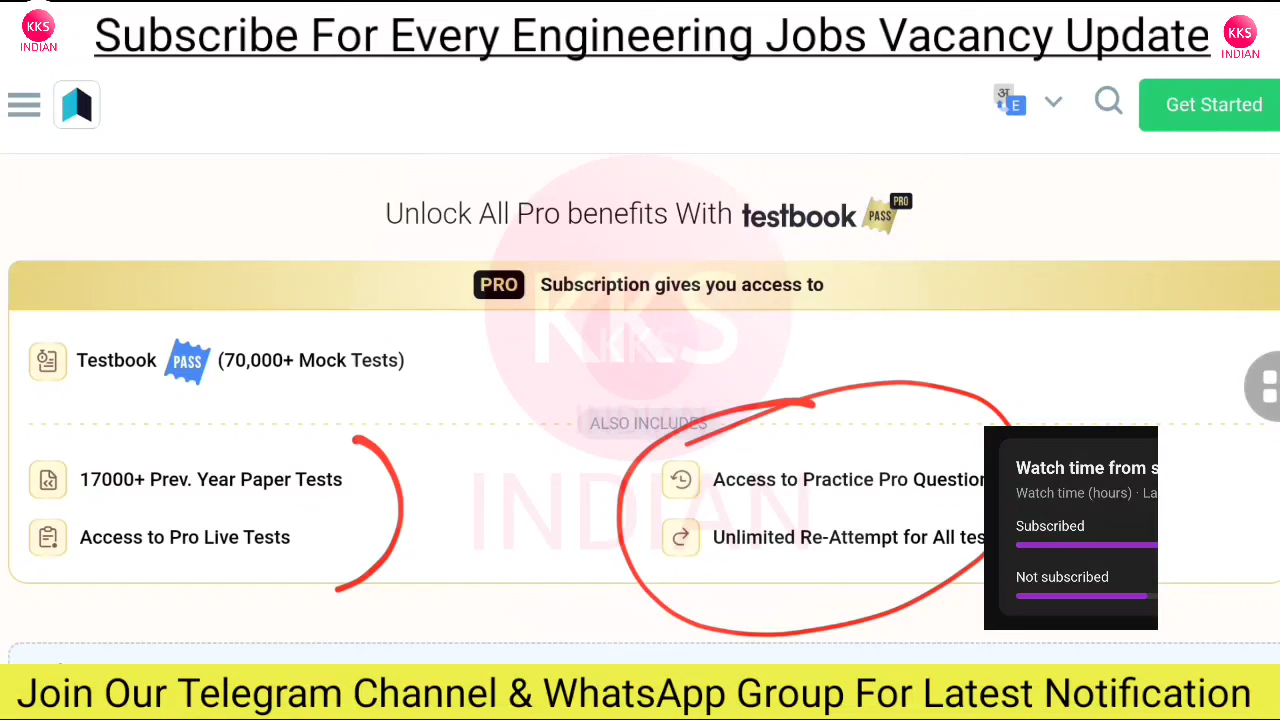 KKS
INDIAN
Subscribe For Every Engineering Jobs Vacancy Update
KKS
INDIAN
अ
E
Get Started
Unlock All Pro benefits With testbook PASS PRO
PRO Subscription gives you access to
KKS
KKS
Testbook PASS (70,000+ Mock Tests)
ALSO INCLUDES
INDIAN
17000+ Prev. Year Paper Tests
Access to Practice Pro Question
Access to Pro Live Tests
Unlimited Re-Attempt for All tes
Watch time from s
Watch time (hours) · La
Subscribed
Not subscribed
Join Our Telegram Channel & WhatsApp Group For Latest Notification